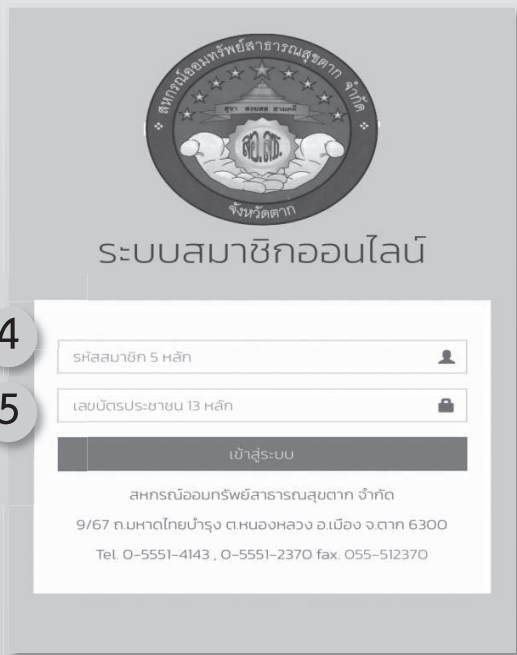 สหกรณ์ออมทรัพย์สาธารณสุขตาก จำกัด
สอ.สธ.
จังหวัดตาก
ระบบสมาชิกออนไลน์
4
รหัสสมาชิก 5 หลัก
5
เลขบัตรประชาชน 13 หลัก
เข้าสู่ระบบ
สหกรณ์ออมทรัพย์สาธารณสุขตาก จำกัด
9/67 ถ.มหาดไทยบำรุง ต.หนองหลวง อ.เมือง จ.ตาก 6300
Tel. 0-5551-4143 , 0-5551-2370 fax. 055-512370